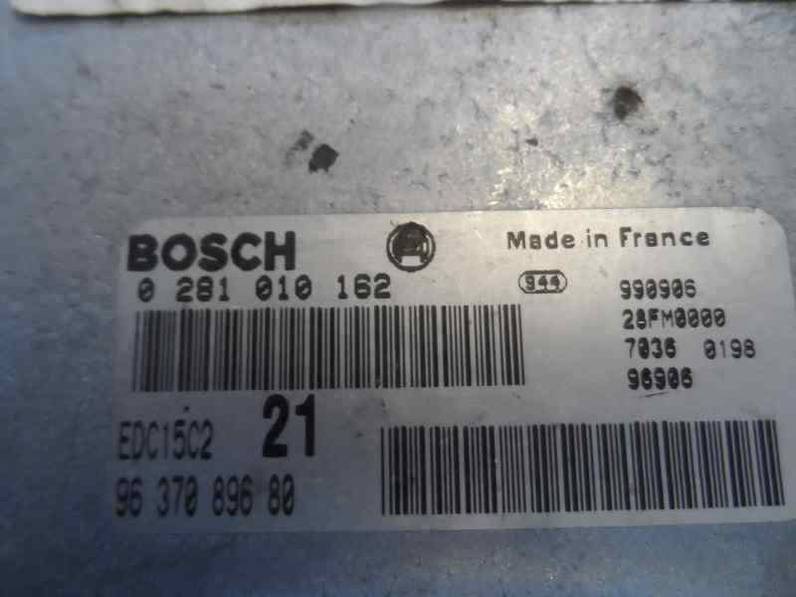 BOSCH
Made in France
0 281 010 162
944
990906
28FM0000
7036 0198
96906
EDC15C2 21
96 370 896 80